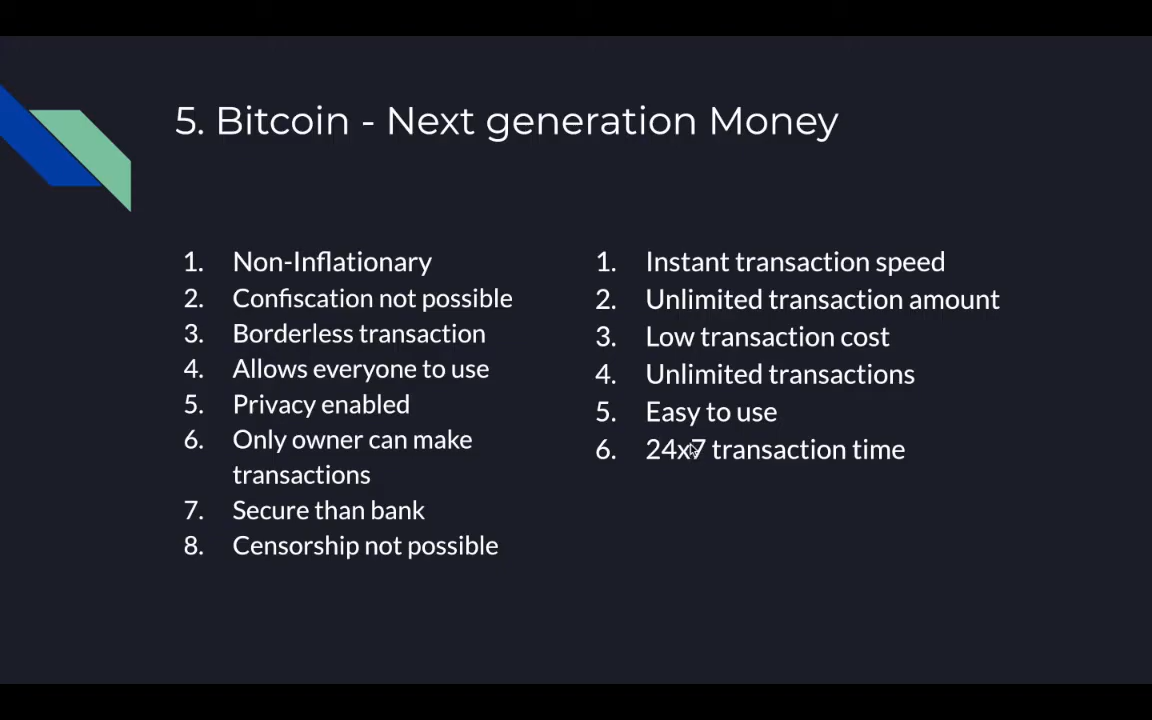 5. Bitcoin - Next generation Money
1. Non-Inflationary
2. Confiscation not possible
3. Borderless transaction
4. Allows everyone to use
5. Privacy enabled
6. Only owner can make
transactions
7. Secure than bank
8. Censorship not possible
1. Instant transaction speed
2. Unlimited transaction amount
3. Low transaction cost
4. Unlimited transactions
5. Easy to use
6. 24x7 transaction time